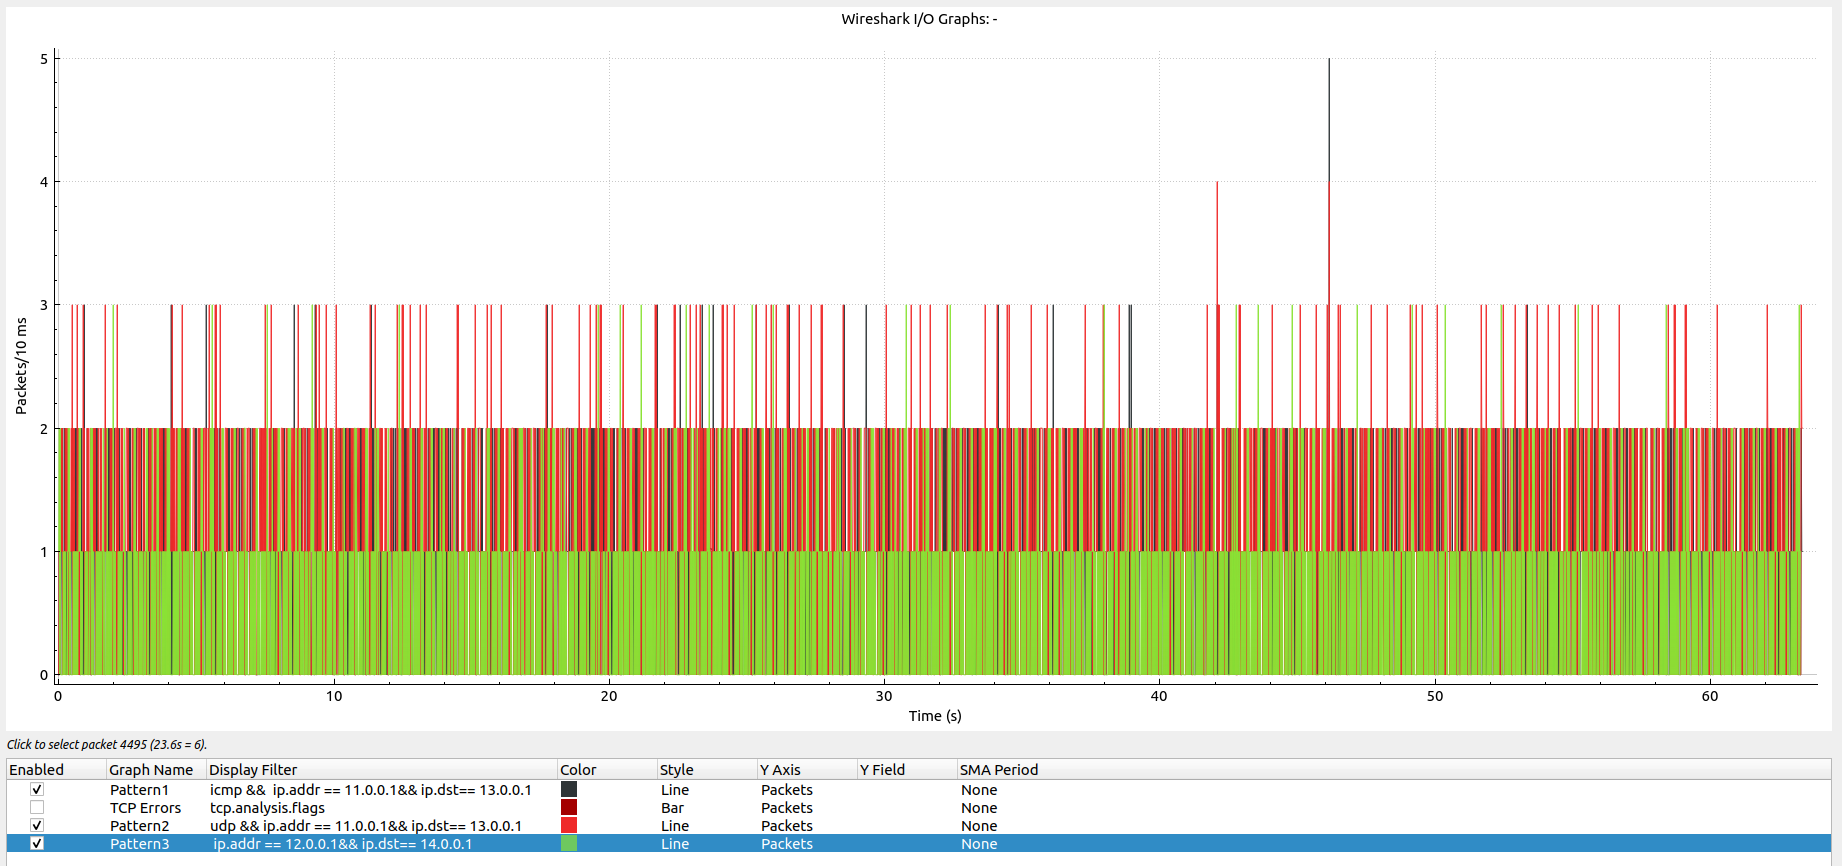 Wireshark I/O Graphs: -
5
4
3
2
1
0
Packets/10 ms
0 10 20 30 40 50 60
Time (s)
Click to select packet 4495 (23.6s = 6).
Enabled Graph Name Display Filter Color Style Y Axis Y Field SMA Period
Pattern1 icmp &&  ip.addr == 11.0.0.1&& ip.dst== 13.0.0.1 Line Packets None
TCP Errors tcp.analysis.flags Bar Packets None
Pattern2 udp && ip.addr == 11.0.0.1&& ip.dst== 13.0.0.1 Line Packets None
Pattern3 ip.addr == 12.0.0.1&& ip.dst== 14.0.0.1 Line Packets None